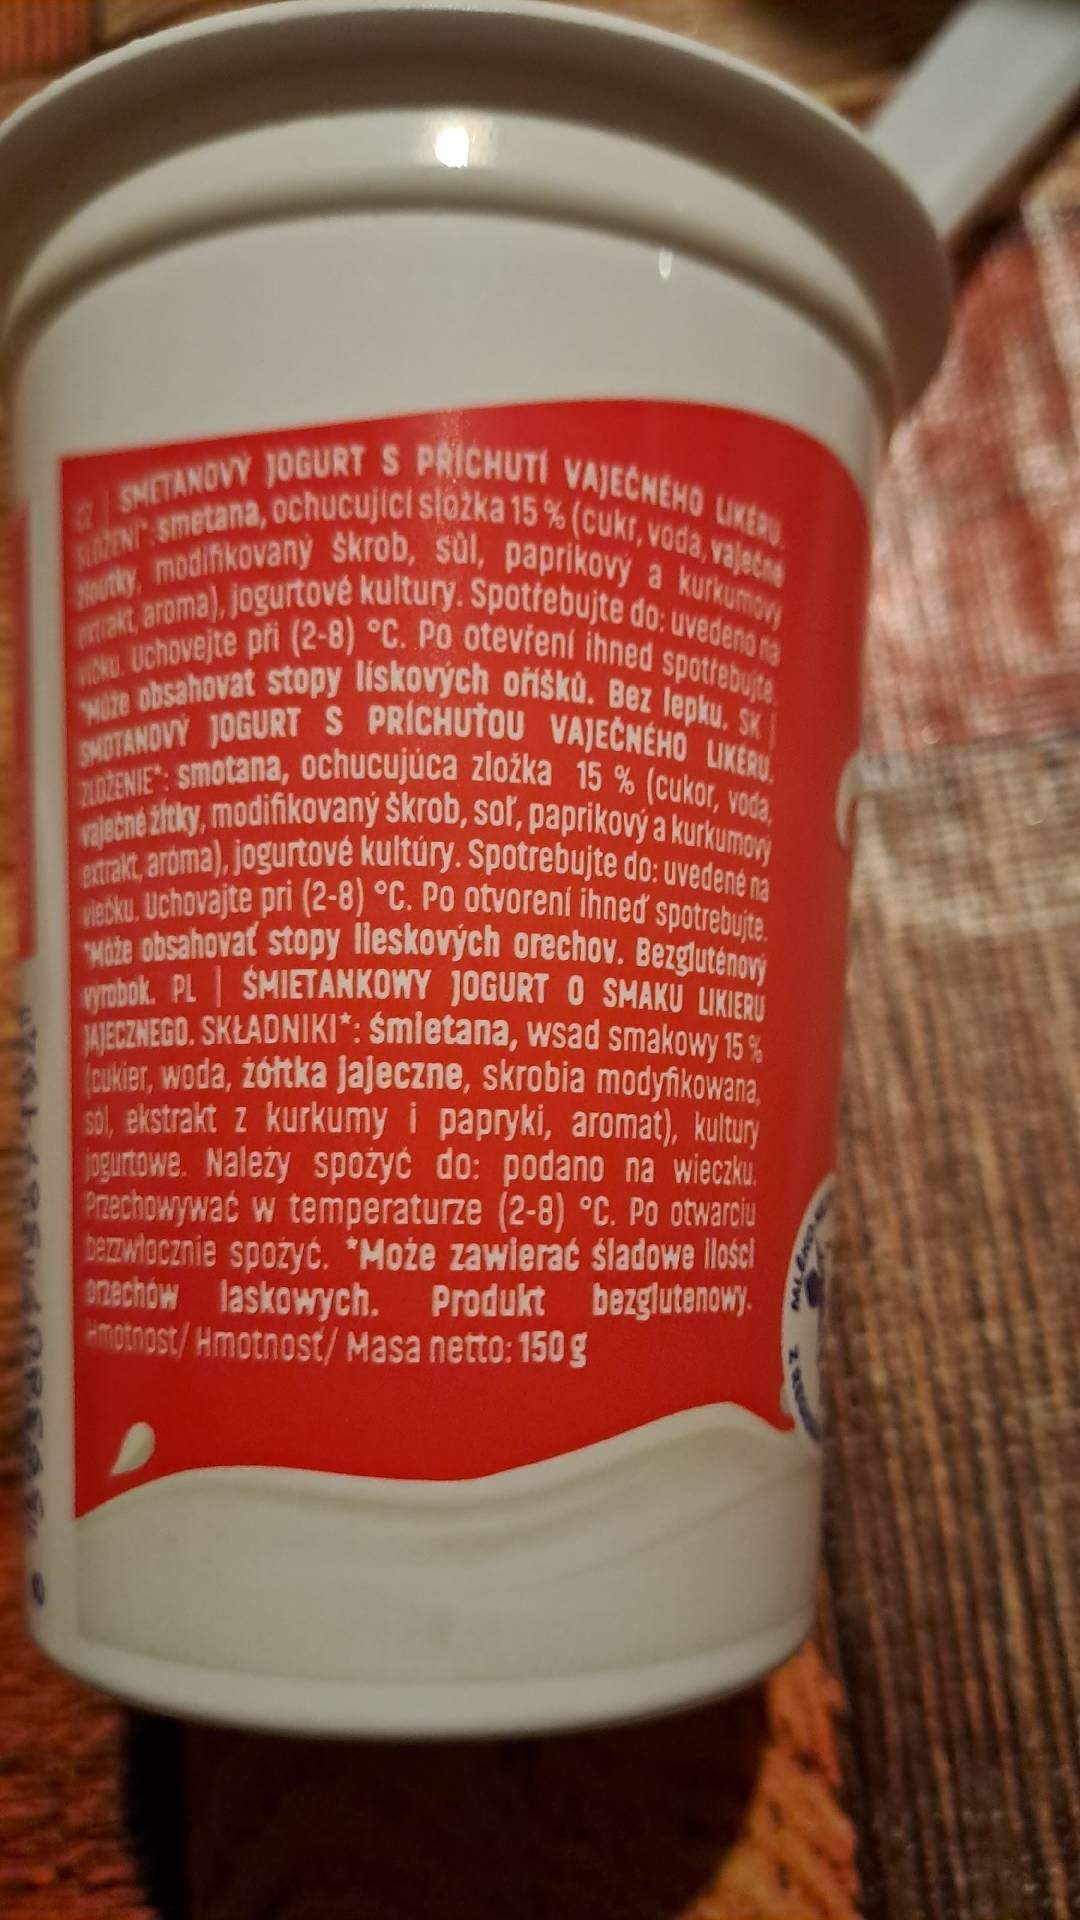 CZ | SMETANOVÝ JOGURT S PŘÍCHUTÍ VAJEČNÉHO LIKÉRU.
SLOŽENÍ*: smetana, ochucující složka 15 % (cukr, voda, vaječné
žloutky, modifikovaný škrob, sůl, paprikový a kurkumový
extrakt, aroma), jogurtové kultury. Spotřebujte do: uvedeno na
víčku. Uchovejte při (2-8) °C. Po otevření ihned spotřebujte.
*Může obsahovat stopy lískových oříšků. Bez lepku. SK |
SMOTANOVÝ JOGURT S PRÍCHUŤOU VAJEČNÉHO LIKÉRU.
ZLOŽENIE*: smotana, ochucujúca zložka 15 % (cukor, voda,
vaječné žĺtky, modifikovaný škrob, soľ, paprikový a kurkumový
extrakt, aróma), jogurtové kultúry. Spotrebujte do: uvedené na
viečku. Uchovajte pri (2-8) °C. Po otvorení ihneď spotrebujte.
*Môže obsahovať stopy lieskových orechov. Bezgluténový
výrobok. PL | ŚMIETANKOWY JOGURT O SMAKU LIKIERU
JAJECZNEGO. SKŁADNIKI*: śmietana, wsad smakowy 15 %
(cukier, woda, żółtka jajeczne, skrobia modyfikowana,
sól, ekstrakt z kurkumy i papryki, aromat), kultury
jogurtowe. Należy spożyć do: podano na wieczku.
Przechowywać w temperaturze (2-8) °C. Po otwarciu
bezzwłocznie spożyć. *Może zawierać śladowe ilości
orzechów laskowych. Produkt bezglutenowy.
Hmotnost/ Hmotnosť/ Masa netto: 150 g